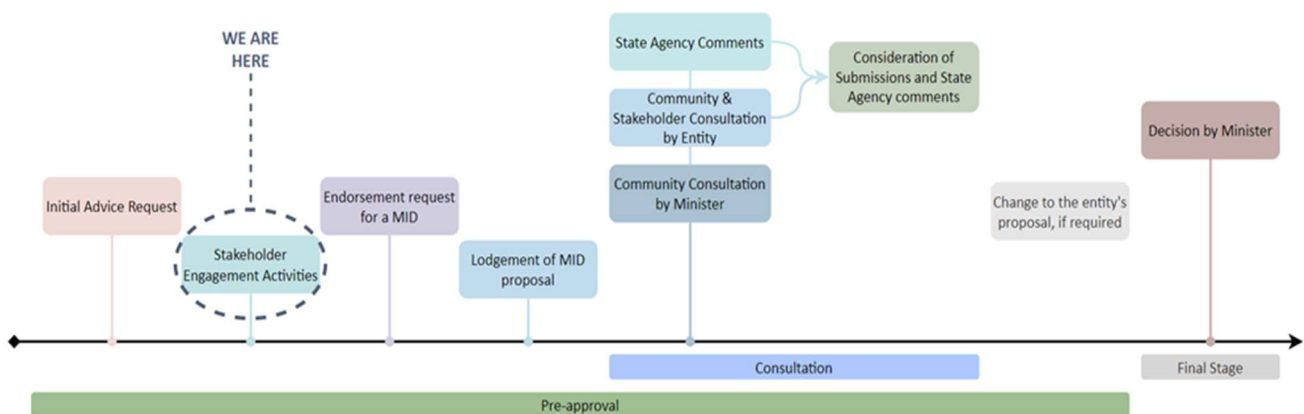 WE ARE
HERE
Initial Advice Request
Stakeholder
Engagement Activities
Endorsement request
for a MID
Lodgement of MID
proposal
State Agency Comments
Community &
Stakeholder Consultation
by Entity
Community Consultation
by Minister
Consideration of
Submissions and State
Agency comments
Change to the entity's
proposal, if required
Decision by Minister
Consultation
Final Stage
Pre-approval